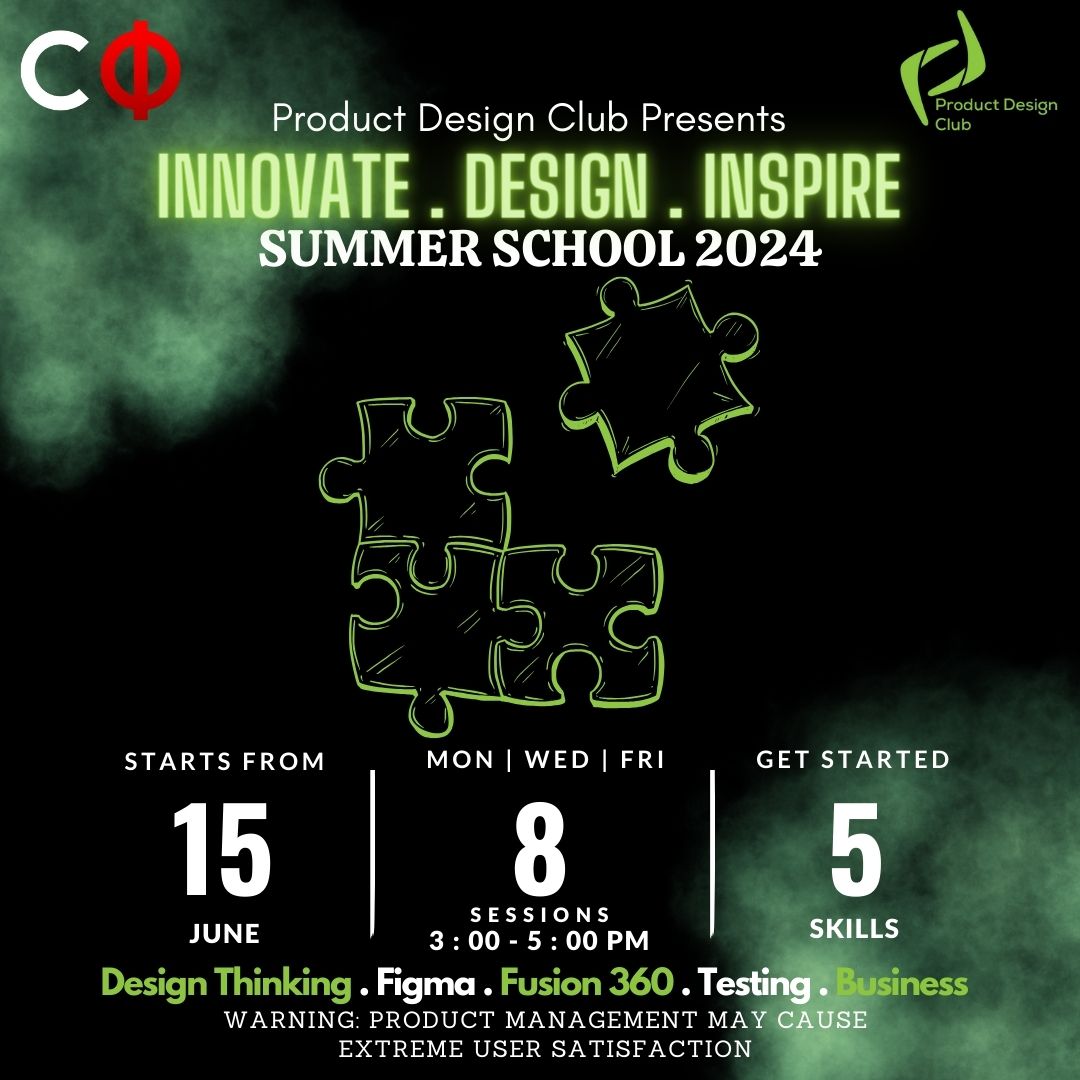 CΦ
Product Design
Club
Product Design Club Presents
INNOVATE . DESIGN . INSPIRE
SUMMER SCHOOL 2024
STARTS FROM
15
JUNE
MON | WED | FRI
8
SESSIONS
3 : 00 - 5 : 00 PM
GET STARTED
5
SKILLS
Design Thinking . Figma . Fusion 360 . Testing . Business
WARNING: PRODUCT MANAGEMENT MAY CAUSE
EXTREME USER SATISFACTION